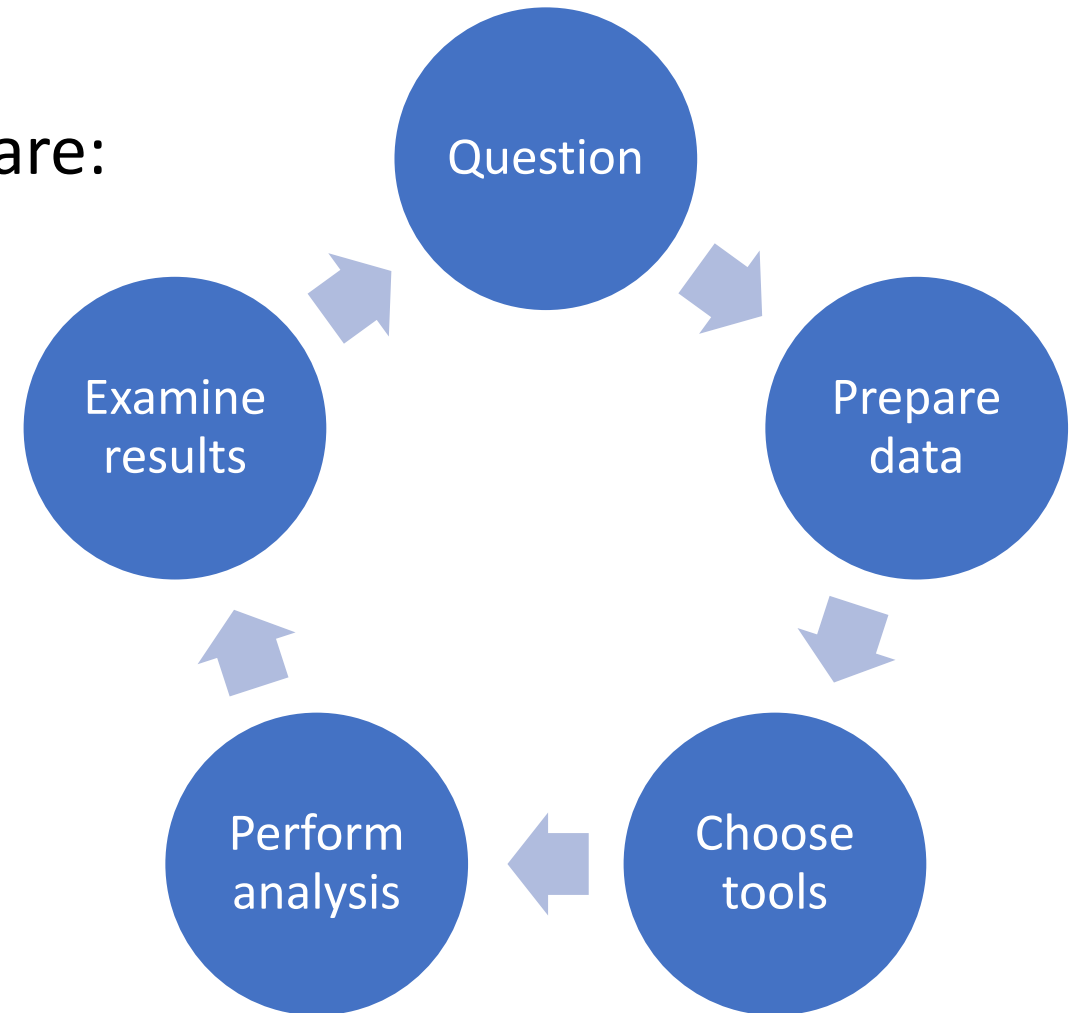 are:
Question
Prepare
data
Choose
tools
Perform
analysis
Examine
results